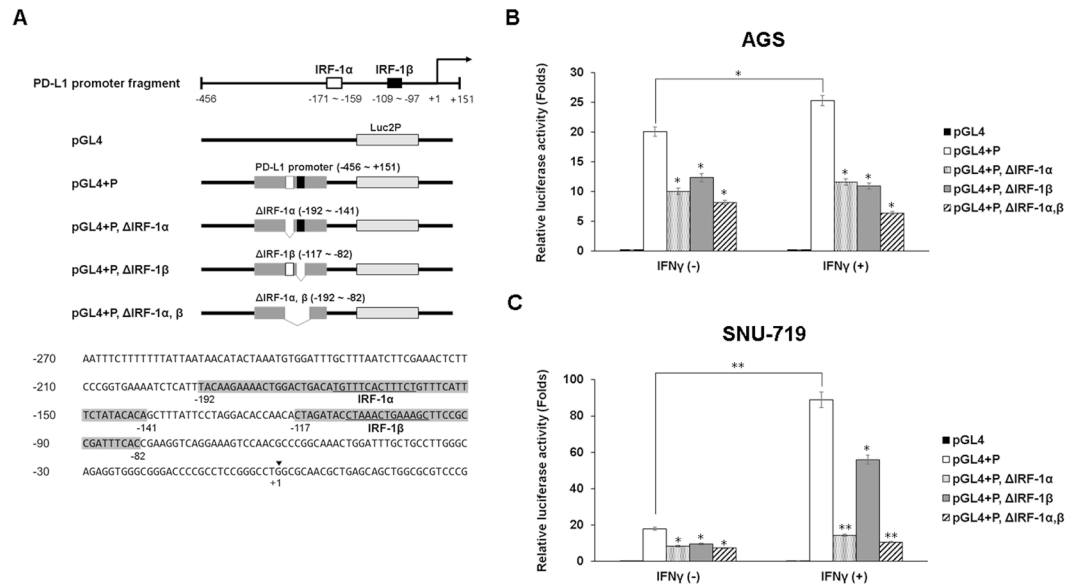 A
PD-L1 promoter fragment
IRF-1α IRF-1β
-456 -171 ~ -159 -109 ~ -97 +1 +151
pGL4
Luc2P
pGL4+P
PD-L1 promoter (-456 ~ +151)
pGL4+P, ΔIRF-1α
ΔIRF-1α (-192 ~ -141)
pGL4+P, ΔIRF-1β
ΔIRF-1β (-117 ~ -82)
pGL4+P, ΔIRF-1α, β
ΔIRF-1α, β (-192 ~ -82)
-270 AATTTCTTTTTTTATTAATAACATACTAAATGTGGATTTGCTTTAATCTTCGAAACTCTT
-210 CCCGGTGAAAATCTCATTTACAAGAAAACTGGACTGACATGTTTCACTTTCTGTTTCATT
-192 IRF-1α
-150 TCTATACACAGCTTTATTCCTAGGACACCAACACTAGATACCTAAACTGAAAGCTTCCGC
-141 -117 IRF-1β
-90 CGATTTCACCGAAGGTCAGGAAAGTCCAACGCCCGGCAAACTGGATTTGCTGCCTTGGGC
-82
-30 AGAGGTGGGCGGGACCCCGCCTCCGGGCCTGGCGCAACGCTGAGCAGCTGGCGCGTCCCG
+1
B
AGS
Relative luciferase activity (Folds)
30
25
20
15
10
5
0
*
* * *
* * *
IFNγ (-) IFNγ (+)
pGL4
pGL4+P
pGL4+P, ΔIRF-1α
pGL4+P, ΔIRF-1β
pGL4+P, ΔIRF-1α,β
C
SNU-719
Relative luciferase activity (Folds)
100
80
60
40
20
0
**
* * *
** * **
IFNγ (-) IFNγ (+)
pGL4
pGL4+P
pGL4+P, ΔIRF-1α
pGL4+P, ΔIRF-1β
pGL4+P, ΔIRF-1α,β